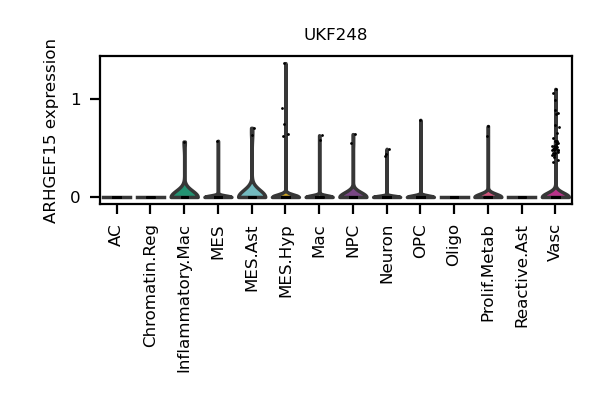 UKF248
ARHGEF15 expression
1
0
AC
Chromatin.Reg
Inflammatory.Mac
MES
MES.Ast
MES.Hyp
Mac
NPC
Neuron
OPC
Oligo
Prolif.Metab
Reactive.Ast
Vasc